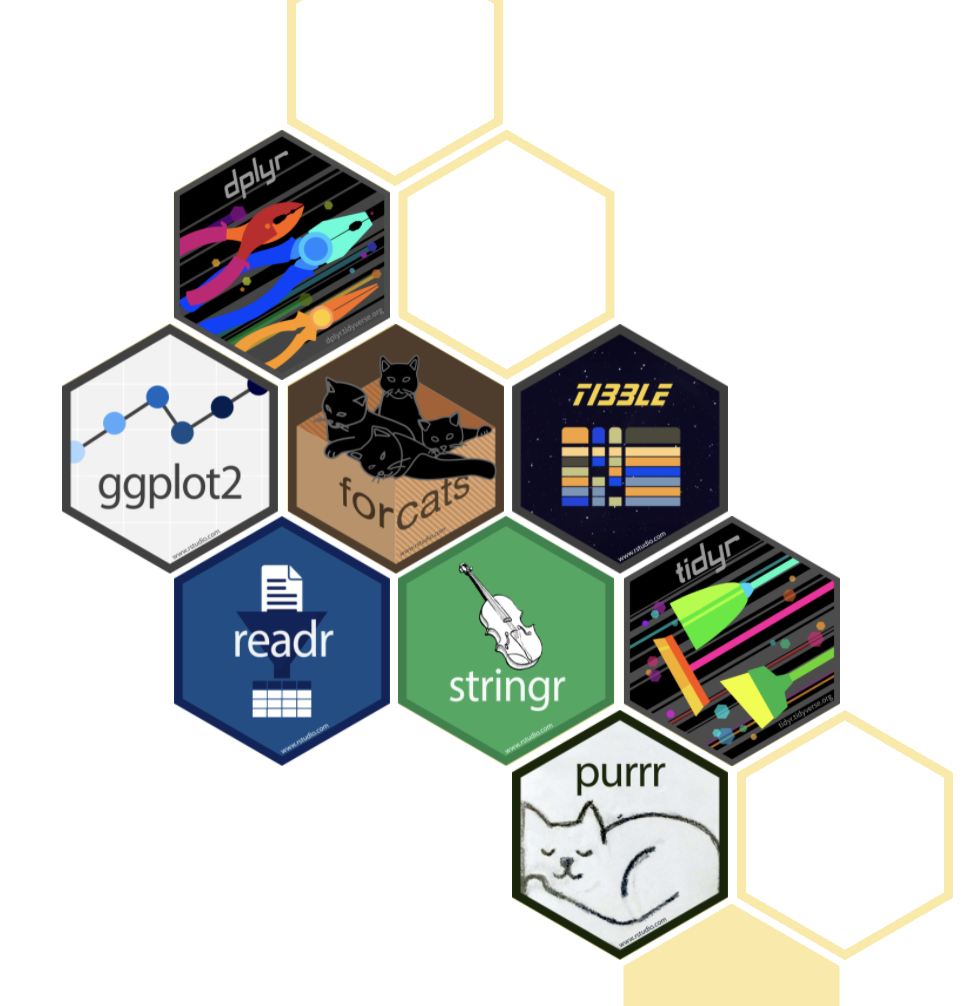 dplyr
dplyr.tidyverse.org
ggplot2
www.rstudio.com
forcats
www.rstudio.com
TIBBLE
www.rstudio.com
readr
www.rstudio.com
stringr
www.rstudio.com
tidyr
tidyr.tidyverse.org
purrr
www.rstudio.com